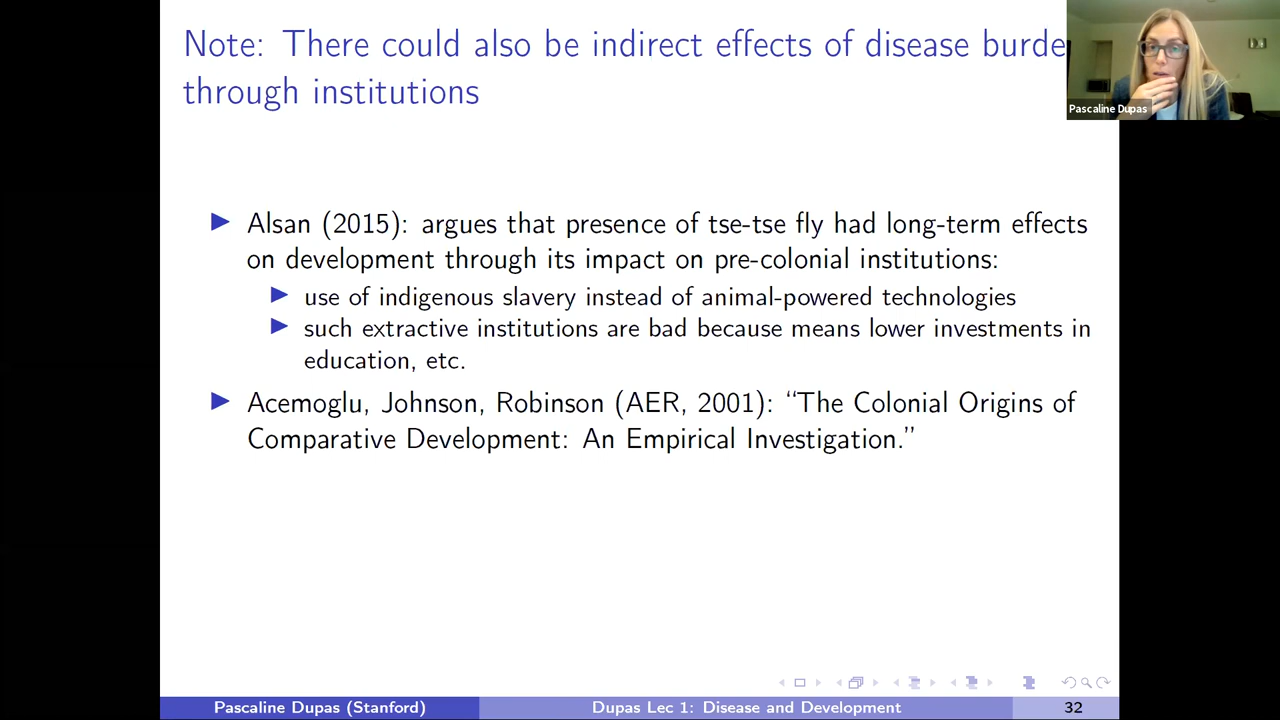 Note: There could also be indirect effects of disease burde
through institutions
Pascaline Dupas
▶ Alsan (2015): argues that presence of tse-tse fly had long-term effects
on development through its impact on pre-colonial institutions:
▶ use of indigenous slavery instead of animal-powered technologies
▶ such extractive institutions are bad because means lower investments in
education, etc.
▶ Acemoglu, Johnson, Robinson (AER, 2001): “The Colonial Origins of
Comparative Development: An Empirical Investigation.”
Pascaline Dupas (Stanford)
Dupas Lec 1: Disease and Development
32